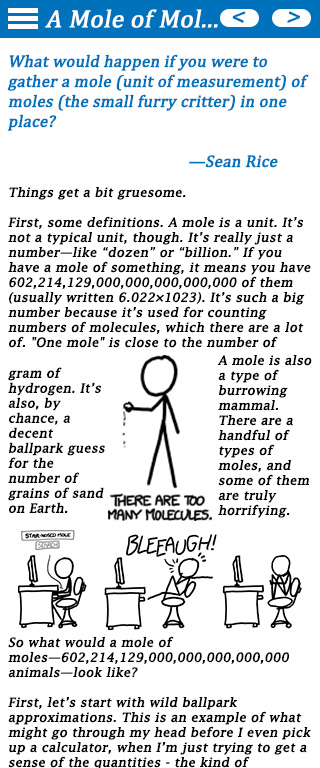 A Mole of Mol...
<
>
What would happen if you were to
gather a mole (unit of measurement) of
moles (the small furry critter) in one
place?
—Sean Rice
Things get a bit gruesome.
First, some definitions. A mole is a unit. It's
not a typical unit, though. It's really just a
number—like “dozen” or “billion.” If you
have a mole of something, it means you have
602,214,129,000,000,000,000,000 of them
(usually written 6.022×1023). It's such a big
number because it's used for counting
numbers of molecules, which there are a lot
of. "One mole" is close to the number of
gram of
hydrogen. It's
also, by
chance, a
decent
ballpark guess
for the
number of
grains of sand
on Earth.
THERE ARE TOO
MANY MOLECULES.
A mole is also
a type of
burrowing
mammal.
There are a
handful of
types of
moles, and
some of them
are truly
horrifying.
STAR-NOSED MOLE
SEARCH
BLEEAUGH!
So what would a mole of
moles—602,214,129,000,000,000,000,000
animals—look like?
First, let's start with wild ballpark
approximations. This is an example of what
might go through my head before I even pick
up a calculator, when I'm just trying to get a
sense of the quantities - the kind of